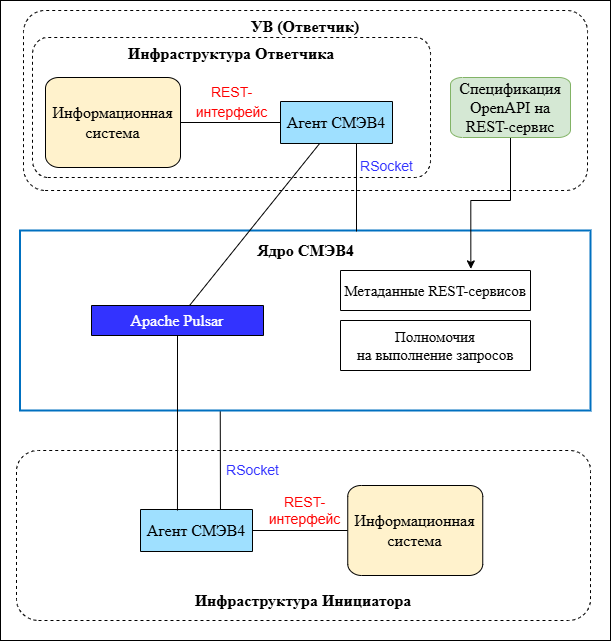 УВ (Ответчик)
Инфраструктура Ответчика
Информационная
система
REST-
интерфейс
Агент СМЭВ4
Спецификация
OpenAPI на
REST-сервис
RSocket
Ядро СМЭВ4
Метаданные REST-сервисов
Apache Pulsar
Полномочия
на выполнение запросов
RSocket
Агент СМЭВ4
REST-
интерфейс
Информационная
система
Инфраструктура Инициатора